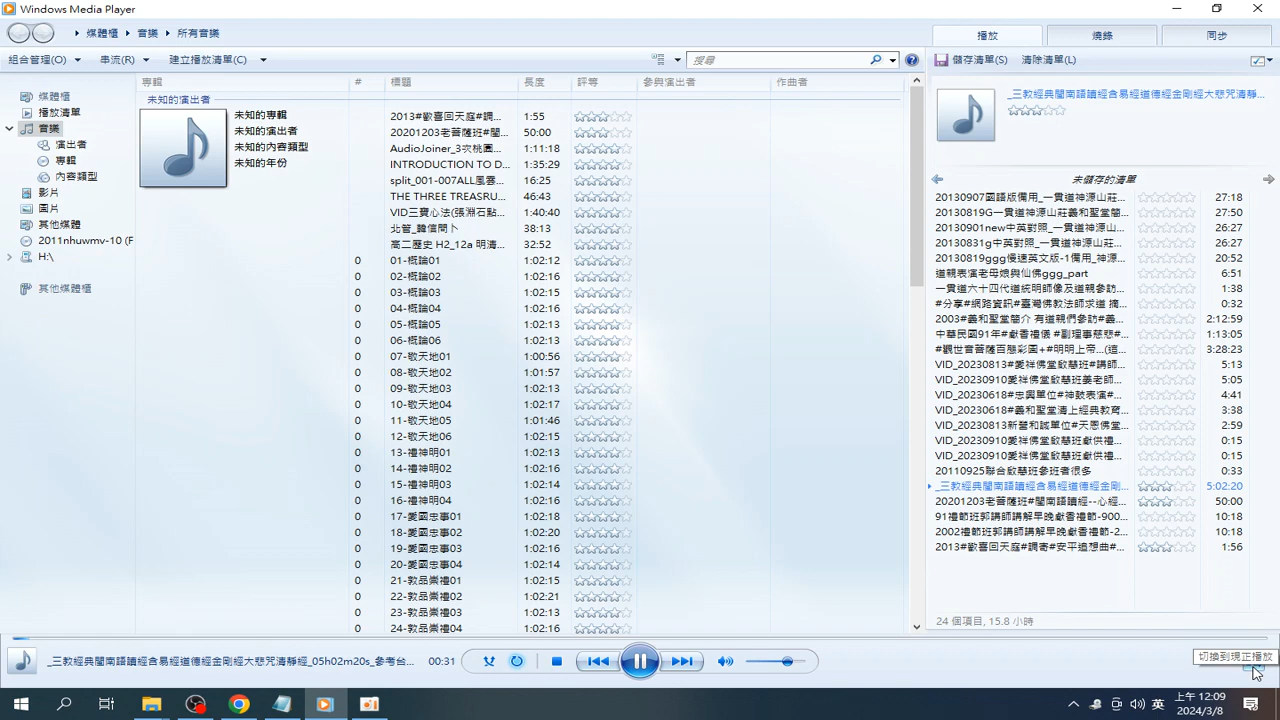 Windows Media Player
媒體櫃 音樂 所有音樂
播放 燒錄 同步
組合管理(O) 串流(R) 建立播放清單(C) 搜尋 儲存清單(S) 清除清單(L)
專輯 # 標題 長度 評等 參與演出者 作曲者
媒體櫃
播放清單
音樂
演出者
專輯
內容類型
影片
圖片
其他媒體
2011nhuwmv-10 (F
H:\
其他媒體櫃
未知的演出者
未知的專輯
未知的演出者
未知的內容類型
未知的年份
2013#歡喜回天庭#調... 1:55
20201203老菩薩班#閩... 50:00
AudioJoiner_3次桃園... 1:11:18
INTRODUCTION TO D... 1:35:29
split_001-007ALL風雲... 16:25
THE THREE TREASRU... 46:43
VID三寶心法(張淵石點... 1:40:40
北管_韓信問卜 38:13
高二歷史 H2_12a 明清... 32:52
0 01-概論01 1:02:12
0 02-概論02 1:02:16
0 03-概論03 1:02:15
0 04-概論04 1:02:16
0 05-概論05 1:02:13
0 06-概論06 1:02:13
0 07-敬天地01 1:00:56
0 08-敬天地02 1:01:57
0 09-敬天地03 1:02:13
0 10-敬天地04 1:02:17
0 11-敬天地05 1:01:46
0 12-敬天地06 1:02:15
0 13-禮神明01 1:02:13
0 14-禮神明02 1:02:16
0 15-禮神明03 1:02:14
0 16-禮神明04 1:02:16
0 17-愛國忠事01 1:02:18
0 18-愛國忠事02 1:02:20
0 19-愛國忠事03 1:02:16
0 20-愛國忠事04 1:02:14
0 21-敦品崇禮01 1:02:15
0 22-敦品崇禮02 1:02:21
0 23-敦品崇禮03 1:02:13
0 24-敦品崇禮04 1:02:16
_三教經典閩南語讀經含易經道德經金剛經大悲咒清靜...
未儲存的清單
20130907國語版備用_一貫道神源山莊... 27:18
20130819G一貫道神源山莊義和聖堂簡... 27:50
20130901new中英對照_一貫道神源山... 26:27
20130831g中英對照_一貫道神源山莊... 26:27
20130819ggg慢速英文版-1備用_神源... 20:52
道親表演老母娘與仙佛ggg_part 6:51
一貫道六十四代道統明師像及道親參訪... 1:38
#分享#網路資訊#臺灣佛教法師求道 摘... 0:32
2003#義和聖堂簡介 有道親們參訪#義... 2:12:59
中華民國91年#獻香禮儀 #副理事慈悲#... 1:13:05
#觀世音菩薩百態彩圖+#明明上帝...(這... 3:28:23
VID_20230813#愛祥佛堂啟慧班#講師... 5:13
VID_20230910愛祥佛堂啟慧班姜老師... 5:05
VID_20230618#忠興單位#神鼓表演#... 4:41
VID_20230618#義和聖堂清上經典教育... 3:38
VID_20230813新營和誠單位#天恩佛堂... 2:59
VID_20230910愛祥佛堂啟慧班獻供禮... 0:15
VID_20230910愛祥佛堂啟慧班獻供禮... 0:15
20110925聯合啟慧班參班者很多 0:33
_三教經典閩南語讀經含易經道德經金剛... 5:02:20
20201203老菩薩班#閩南語讀經--心經... 50:00
91禮節班郭講師講解早晚獻香禮節-900... 10:18
2002禮節班郭講師講解早晚獻香禮節-2... 10:18
2013#歡喜回天庭#調寄#安平追想曲#... 1:56
24 個項目, 15.8 小時
_三教經典閩南語讀經含易經道德經金剛經大悲咒清靜經_05h02m20s_參考台... 00:31
切換到現正播放
英 上午 12:09
2024/3/8